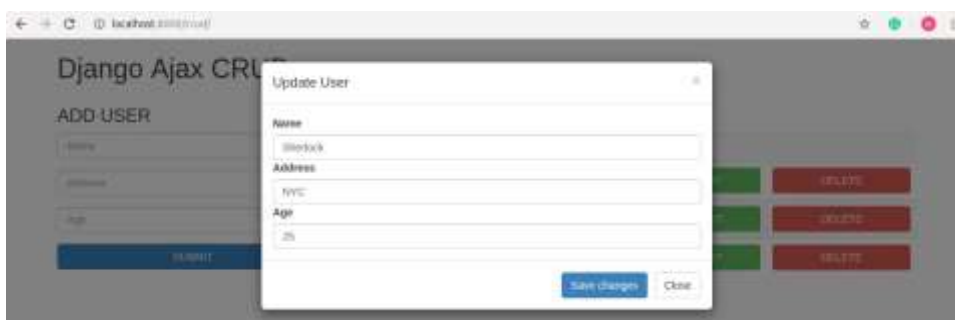 localhost
Django Ajax CRU
Update User
×
ADD USER
Name
Sherlock
Address
NYC
Age
25
SUBMIT
DELETE
DELETE
DELETE
Save changes
Close